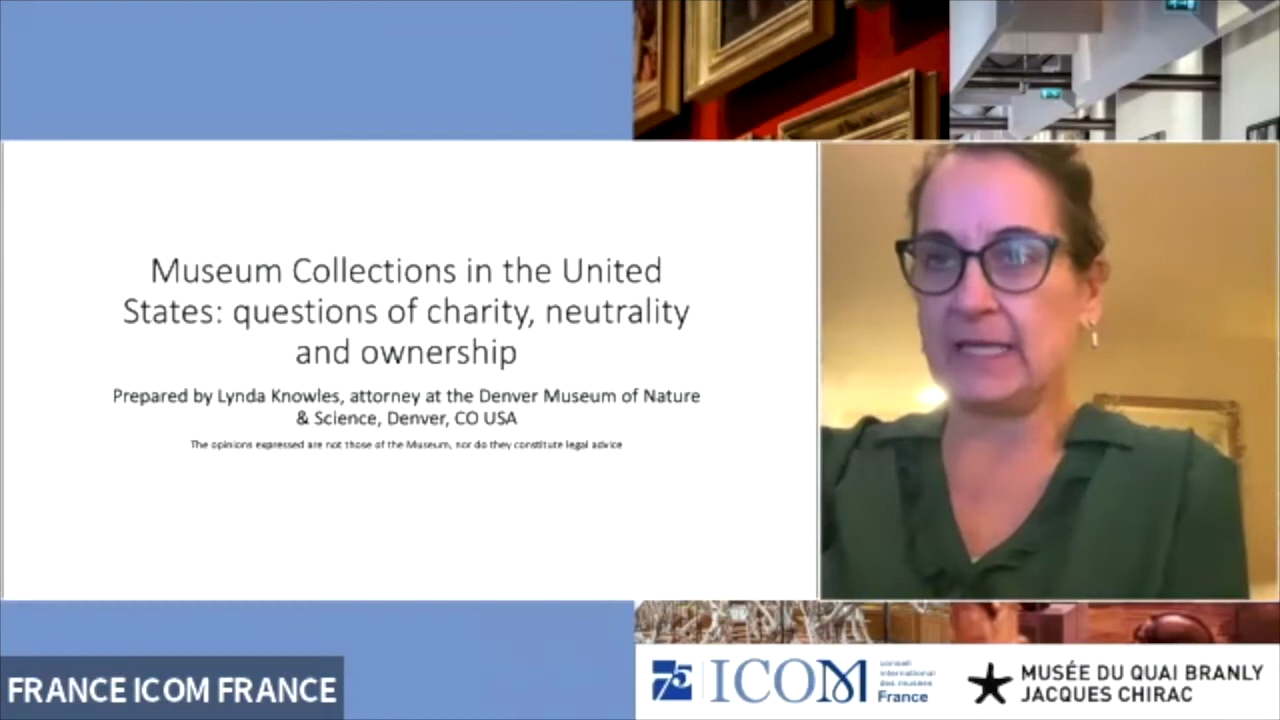 Museum Collections in the United
States: questions of charity, neutrality
and ownership
Prepared by Lynda Knowles, attorney at the Denver Museum of Nature
& Science, Denver, CO USA
The opinions expressed are not those of the Museum, nor do they constitute legal advice
FRANCE ICOM FRANCE
75 ICOM
conseil
international
des musées
France
MUSÉE DU QUAI BRANLY
JACQUES CHIRAC